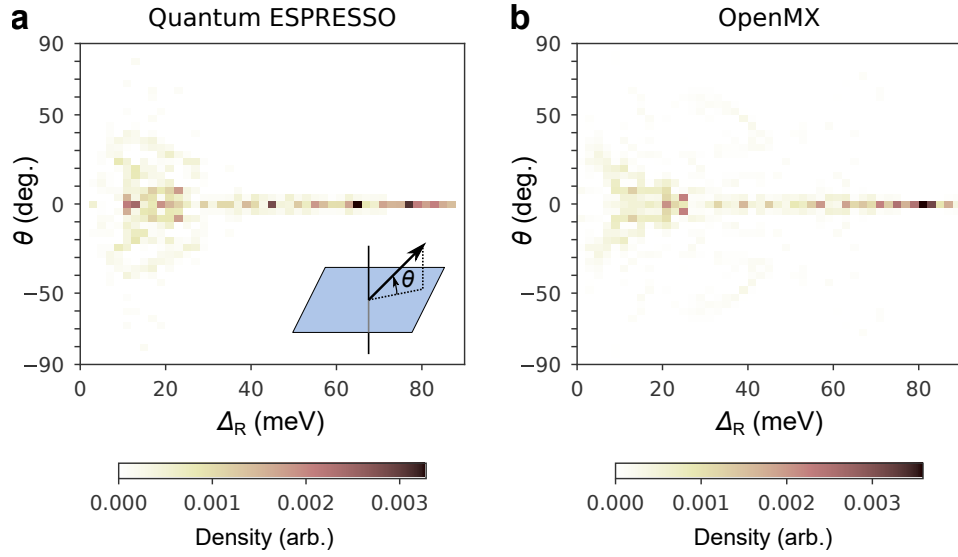 a Quantum ESPRESSO
90
50
0
−50
−90
θ (deg.)
θ
0 20 40 60 80
Δ_R (meV)
0.000 0.001 0.002 0.003
Density (arb.)
b OpenMX
90
50
0
−50
−90
θ (deg.)
0 20 40 60 80
Δ_R (meV)
0.000 0.001 0.002 0.003
Density (arb.)